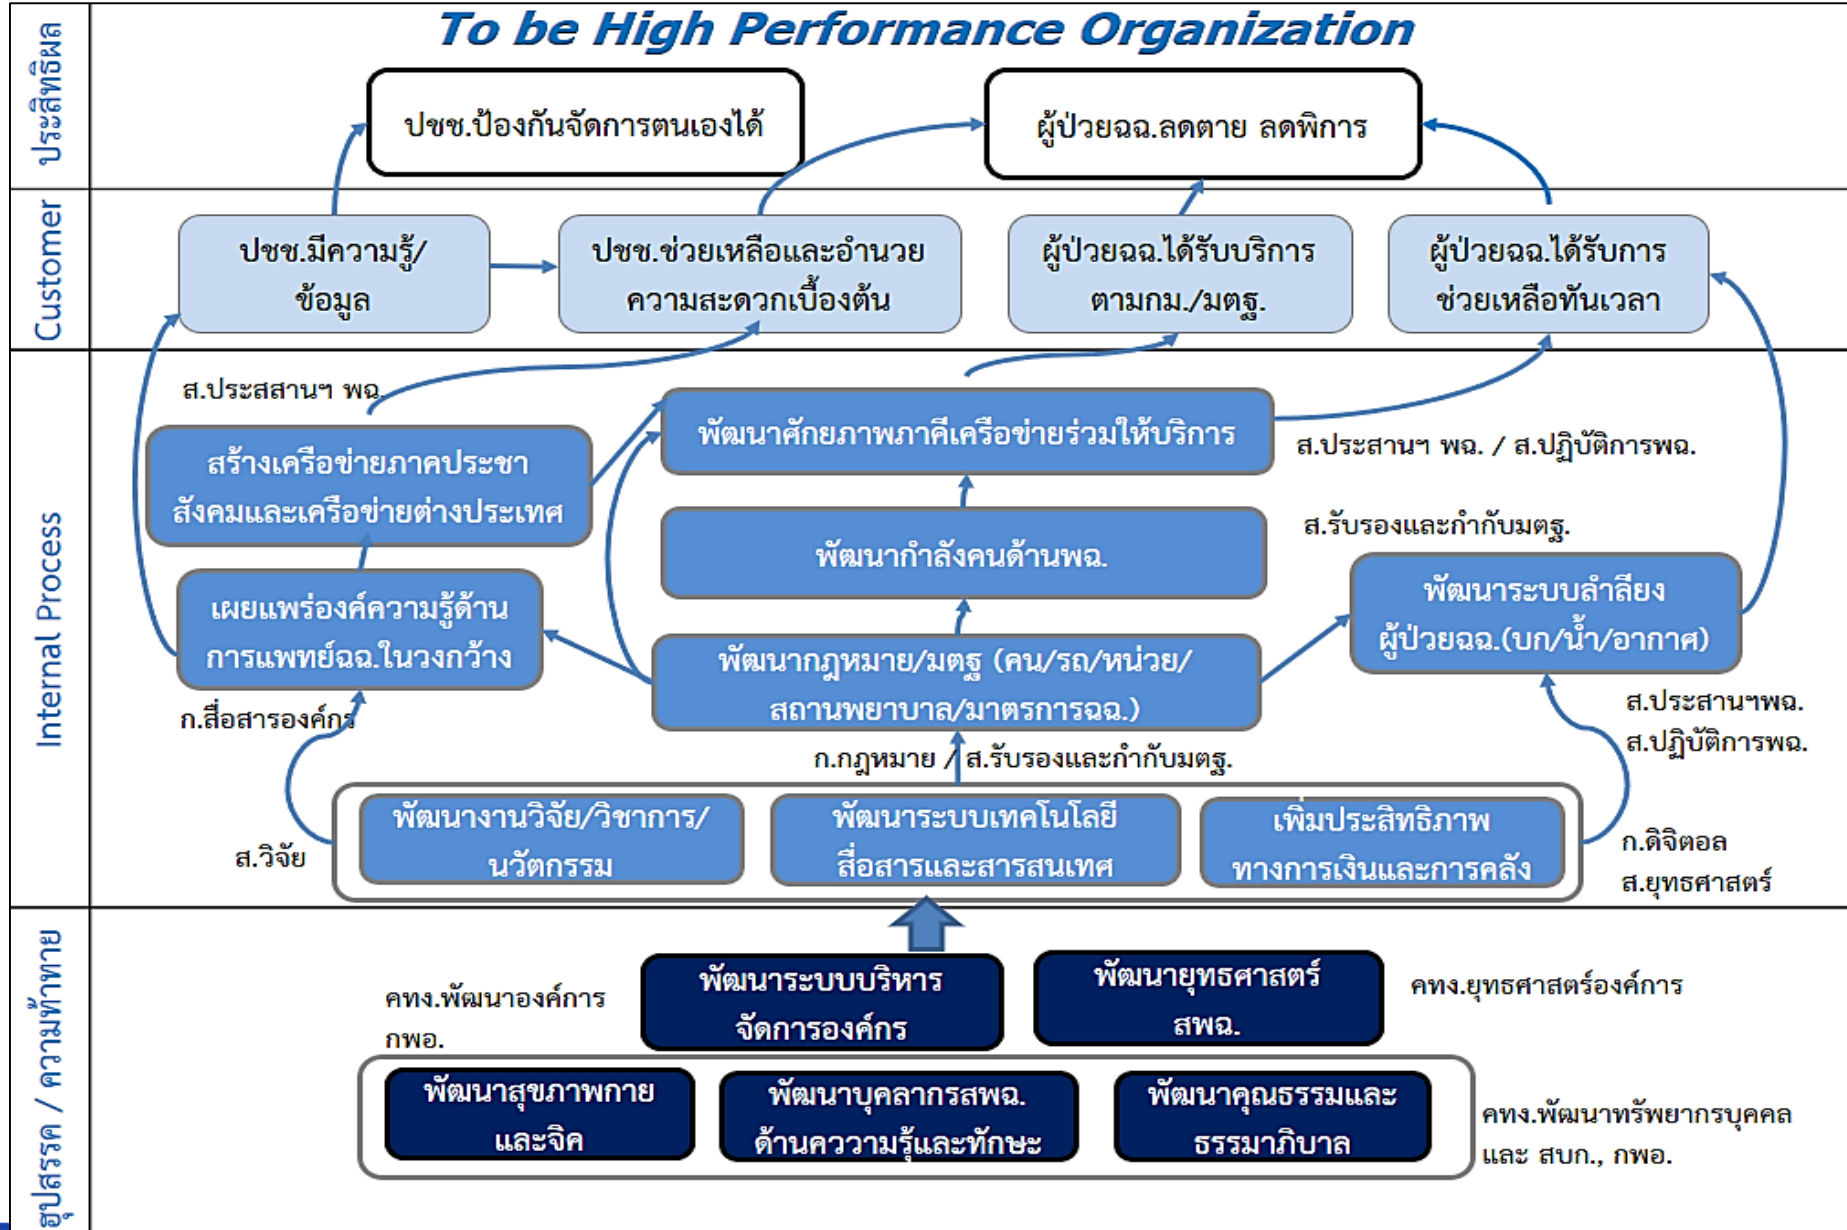 To be High Performance Organization
ประสิทธิผล
ปชช.ป้องกันจัดการตนเองได้
ผู้ป่วยฉฉ.ลดตาย ลดพิการ
Customer
ปชช.มีความรู้/
ข้อมูล
ปชช.ช่วยเหลือและอำนวย
ความสะดวกเบื้องต้น
ผู้ป่วยฉฉ.ได้รับบริการ
ตามกม./มตฐ.
ผู้ป่วยฉฉ.ได้รับการ
ช่วยเหลือทันเวลา
Internal Process
ส.ประสสานฯ พฉ.
สร้างเครือข่ายภาคประชา
สังคมและเครือข่ายต่างประเทศ
พัฒนาศักยภาพภาคีเครือข่ายร่วมให้บริการ
ส.ประสานฯ พฉ. / ส.ปฏิบัติการพฉ.
พัฒนากำลังคนด้านพฉ.
ส.รับรองและกำกับมตฐ.
เผยแพร่องค์ความรู้ด้าน
การแพทย์ฉฉ.ในวงกว้าง
พัฒนากฎหมาย/มตฐ (คน/รถ/หน่วย/
สถานพยาบาล/มาตรการฉฉ.)
พัฒนาระบบลำลียง
ผู้ป่วยฉฉ.(บก/น้ำ/อากาศ)
ก.สื่อสารองค์กร
ก.กฎหมาย / ส.รับรองและกำกับมตฐ.
ส.ประสานฯพฉ.
ส.ปฏิบัติการพฉ.
ส.วิจัย
พัฒนางานวิจัย/วิชาการ/
นวัตกรรม
พัฒนาระบบเทคโนโลยี
สื่อสารและสารสนเทศ
เพิ่มประสิทธิภาพ
ทางการเงินและการคลัง
ก.ดิจิตอล
ส.ยุทธศาสตร์
อุปสรรค / ความท้าทาย
คทง.พัฒนาองค์การ
กพอ.
พัฒนาระบบบริหาร
จัดการองค์กร
พัฒนายุทธศาสตร์
สพฉ.
คทง.ยุทธศาสตร์องค์การ
พัฒนาสุขภาพกาย
และจิค
พัฒนาบุคลากรสพฉ.
ด้านควาวามรู้และทักษะ
พัฒนาคุณธรรมและ
ธรรมาภิบาล
คทง.พัฒนาทรัพยากรบุคคล
และ สบก., กพอ.